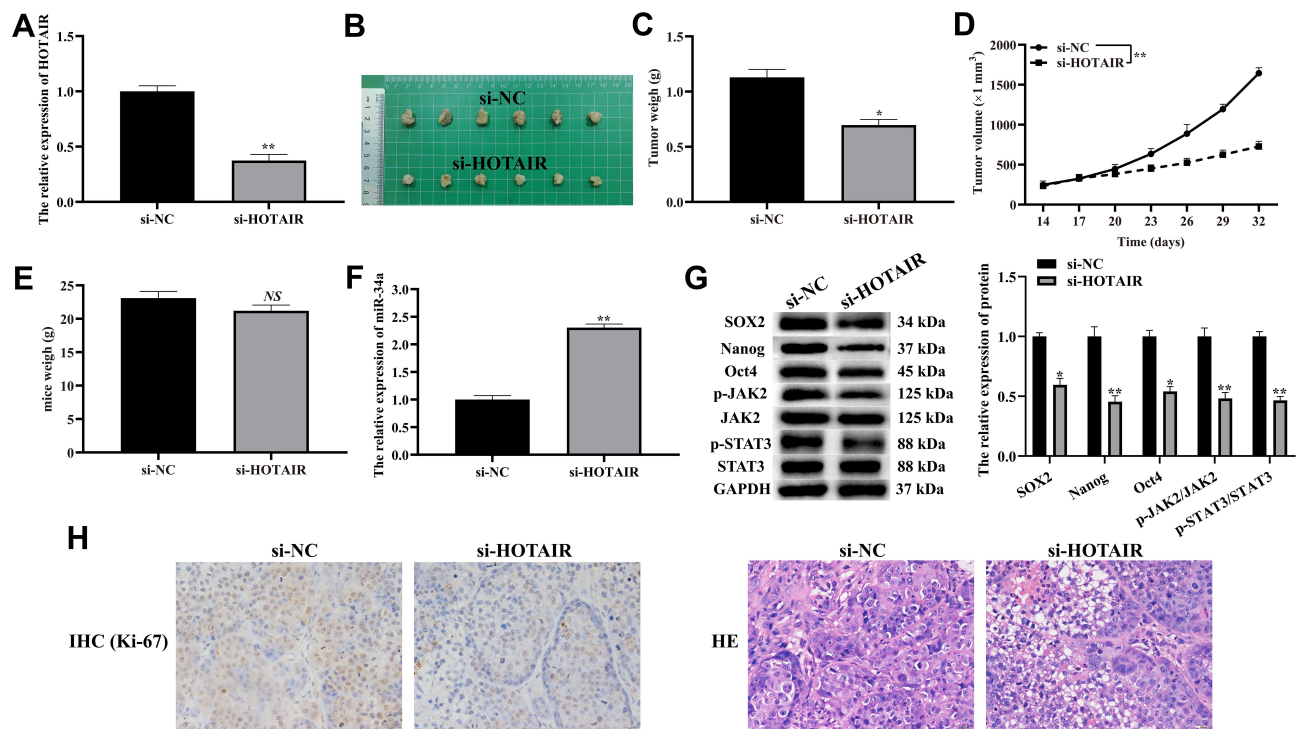 A
The relative expression of HOTAIR
1.5
1.0
0.5
0.0
**
si-NC
si-HOTAIR
B
si-NC
si-HOTAIR
C
Tumor weigh (g)
1.5
1.0
0.5
0.0
*
si-NC
si-HOTAIR
D
Tumor volume (×1 mm³)
2000
1500
1000
500
0
si-NC
si-HOTAIR
**
14 17 20 23 26 29 32
Time (days)
E
mice weigh (g)
25
20
15
10
5
0
NS
si-NC
si-HOTAIR
F
The relative expression of miR-34a
3.0
2.5
2.0
1.5
1.0
0.5
0.0
**
si-NC
si-HOTAIR
G
si-NC
si-HOTAIR
SOX2 34 kDa
Nanog 37 kDa
Oct4 45 kDa
p-JAK2 125 kDa
JAK2 125 kDa
p-STAT3 88 kDa
STAT3 88 kDa
GAPDH 37 kDa
si-NC
si-HOTAIR
The relative expression of protein
1.5
1.0
0.5
0.0
* ** * ** **
SOX2
Nanog
Oct4
p-JAK2/JAK2
p-STAT3/STAT3
H
si-NC
si-HOTAIR
IHC (Ki-67)
si-NC
si-HOTAIR
HE